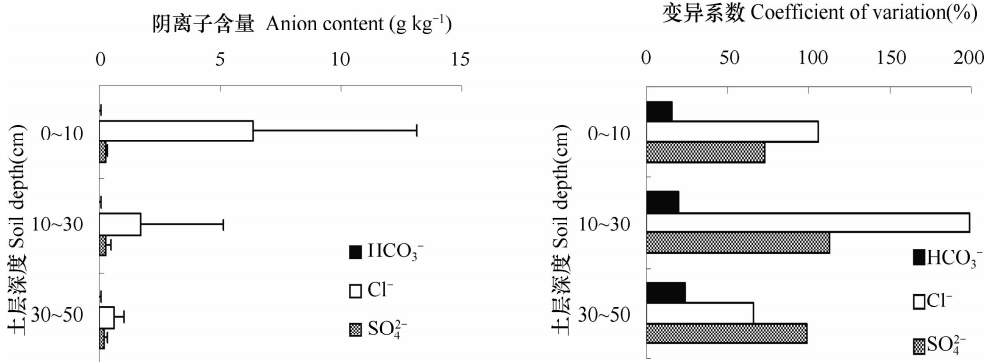 阴离子含量 Anion content (g kg⁻¹)
0 5 10 15
土层深度 Soil depth(cm)
0~10
10~30
30~50
HCO₃⁻
Cl⁻
SO₄²⁻
变异系数 Coefficient of variation(%)
0 50 100 150 200
土层深度 Soil depth(cm)
0~10
10~30
30~50
HCO₃⁻
Cl⁻
SO₄²⁻